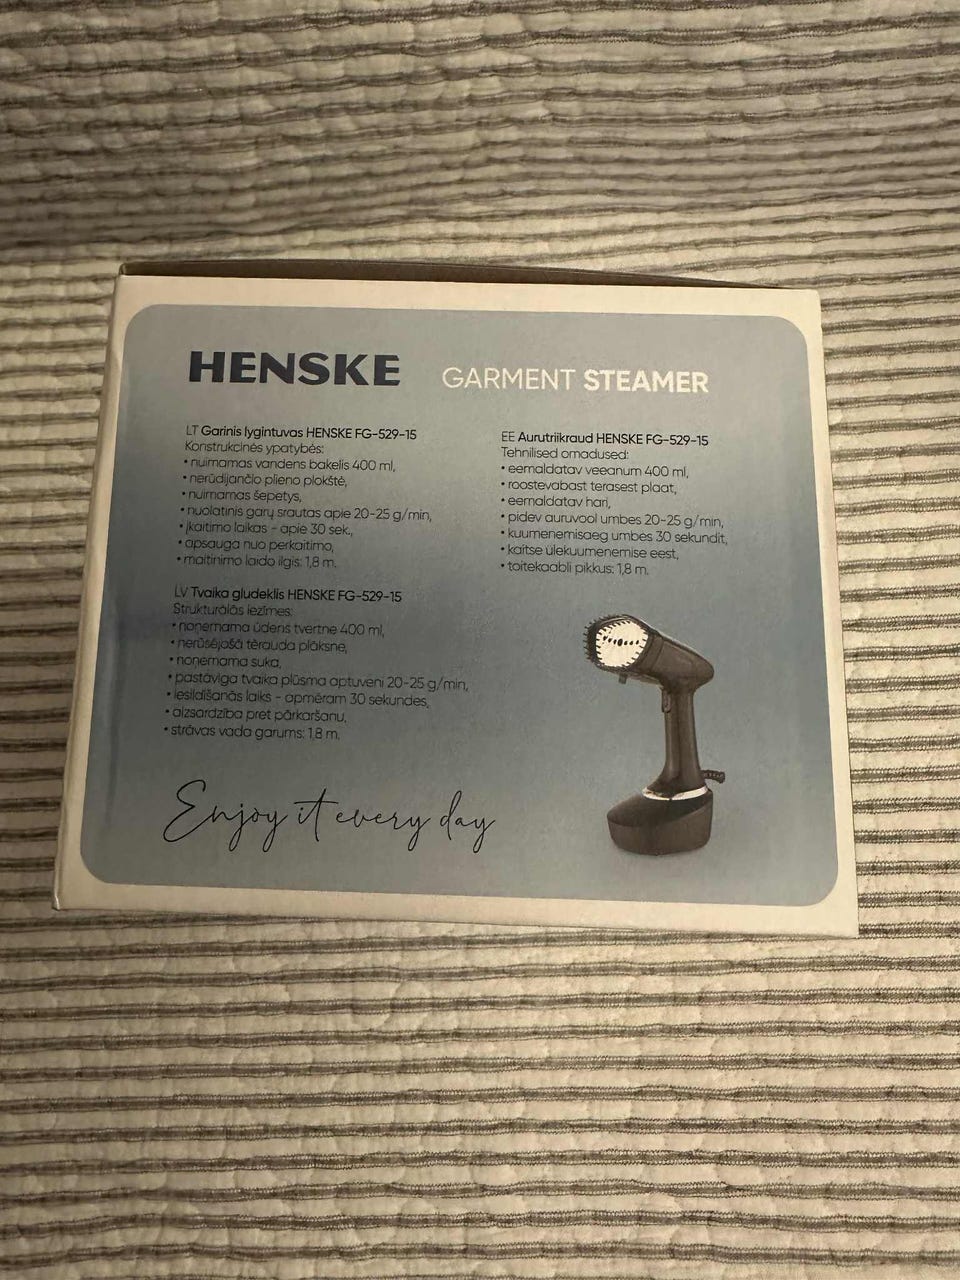 HENSKE
GARMENT STEAMER
LT Garinis lygintuvas HENSKE FG-529-15
Konstrukcinės ypatybės:
• nuimamas vandens bakelis 400 ml,
• nerūdijančio plieno plokštė,
• nuimamas šepetys,
• nuolatinis garų srautas apie 20-25 g/min,
• įkaitimo laikas - apie 30 sek.,
• apsauga nuo perkaitimo,
• maitinimo laido ilgis: 1,8 m.
LV Tvaika gludeklis HENSKE FG-529-15
Strukturālās iezīmes:
• noņemama ūdens tvertne 400 ml,
• nerūsējošā tērauda plāksne,
• noņemama suka,
• pastāvīga tvaika plūsma aptuveni 20-25 g/min,
• iesildīšanās laiks - apmēram 30 sekundes,
• aizsardzība pret pārkaršanu,
• strāvas vada garums: 1,8 m.
EE Aurutriikraud HENSKE FG-529-15
Tehnilised omadused:
• eemaldatav veeanum 400 ml,
• roostevabast terasest plaat,
• eemaldatav hari,
• pidev auruvool umbes 20-25 g/min,
• kuumenemisaeg umbes 30 sekundit,
• kaitse ülekuumenemise eest,
• toitekaabli pikkus: 1,8 m.
Enjoy it every day